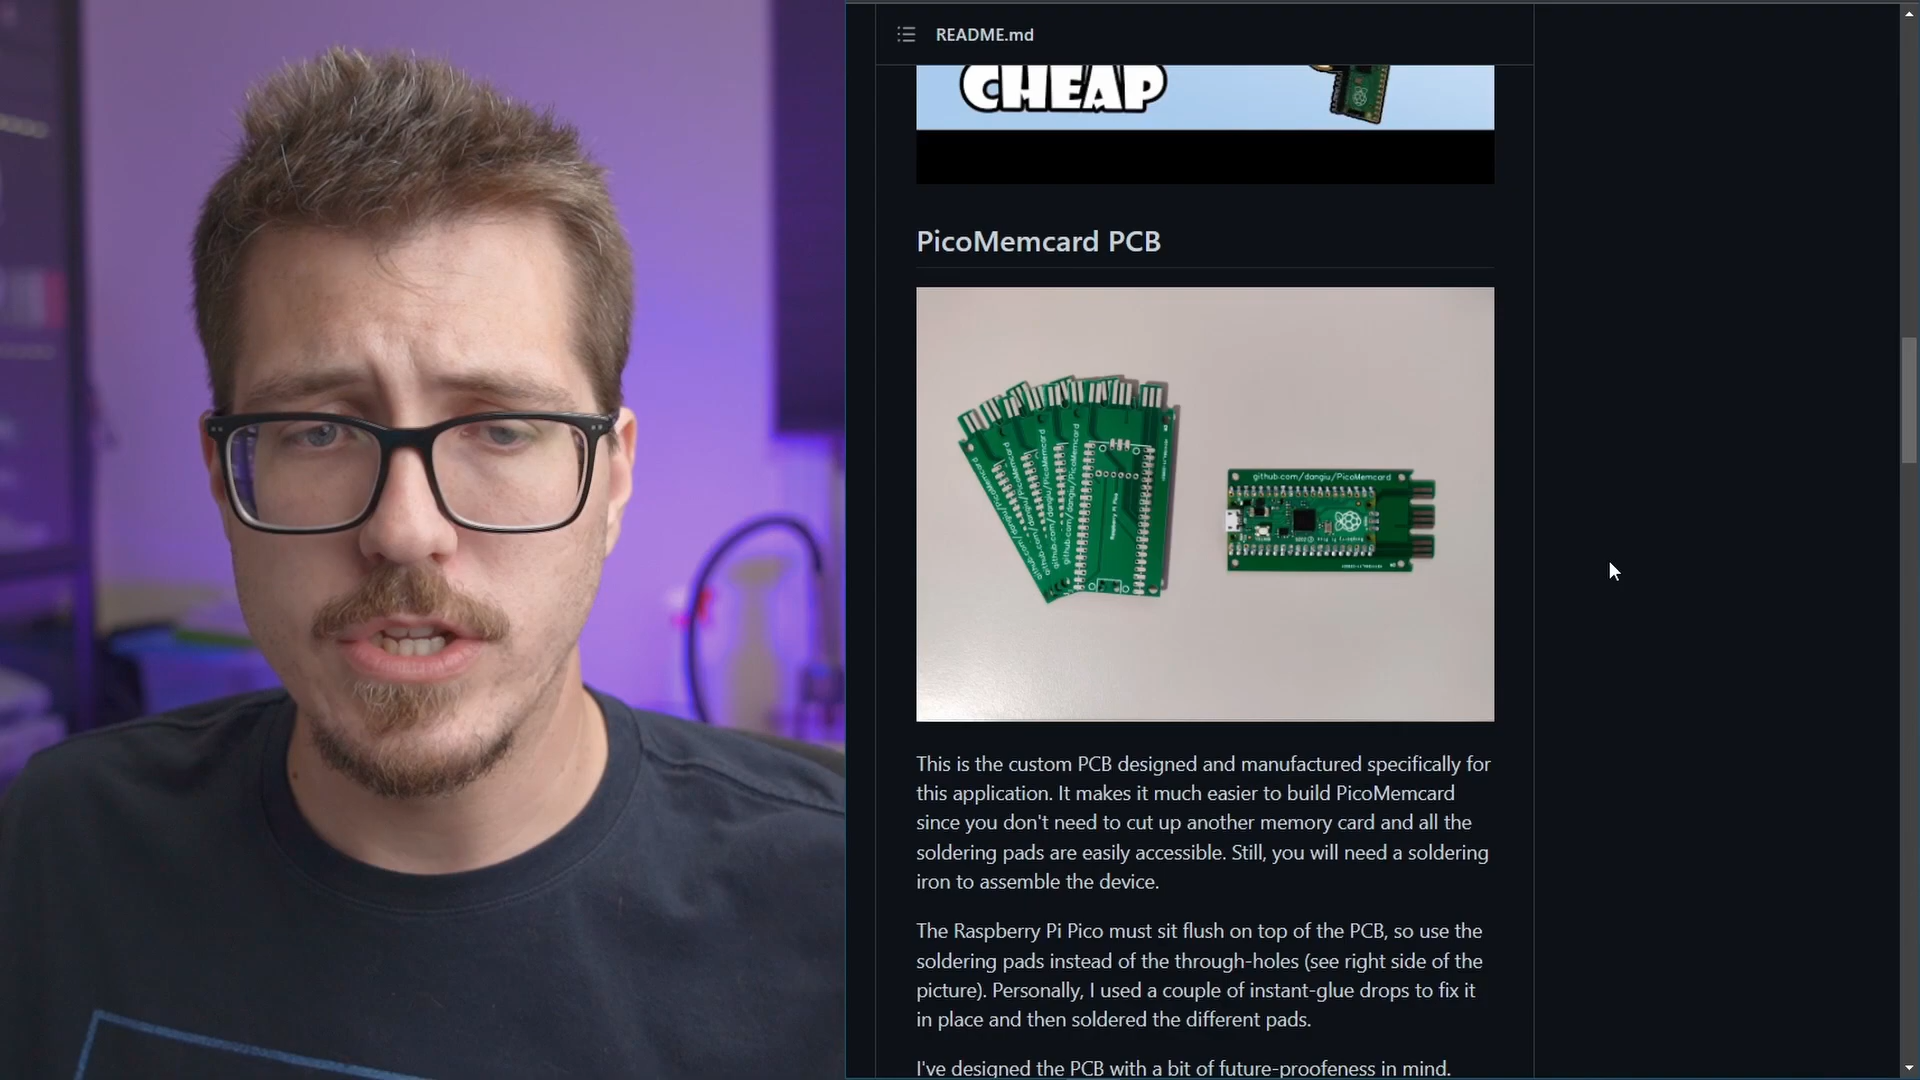 README.md
CHEAP
PicoMemcard PCB
github.com/dangiu/PicoMemcard
This is the custom PCB designed and manufactured specifically for
this application. It makes it much easier to build PicoMemcard
since you don't need to cut up another memory card and all the
soldering pads are easily accessible. Still, you will need a soldering
iron to assemble the device.
The Raspberry Pi Pico must sit flush on top of the PCB, so use the
soldering pads instead of the through-holes (see right side of the
picture). Personally, I used a couple of instant-glue drops to fix it
in place and then soldered the different pads.
I've designed the PCB with a bit of future-proofeness in mind.